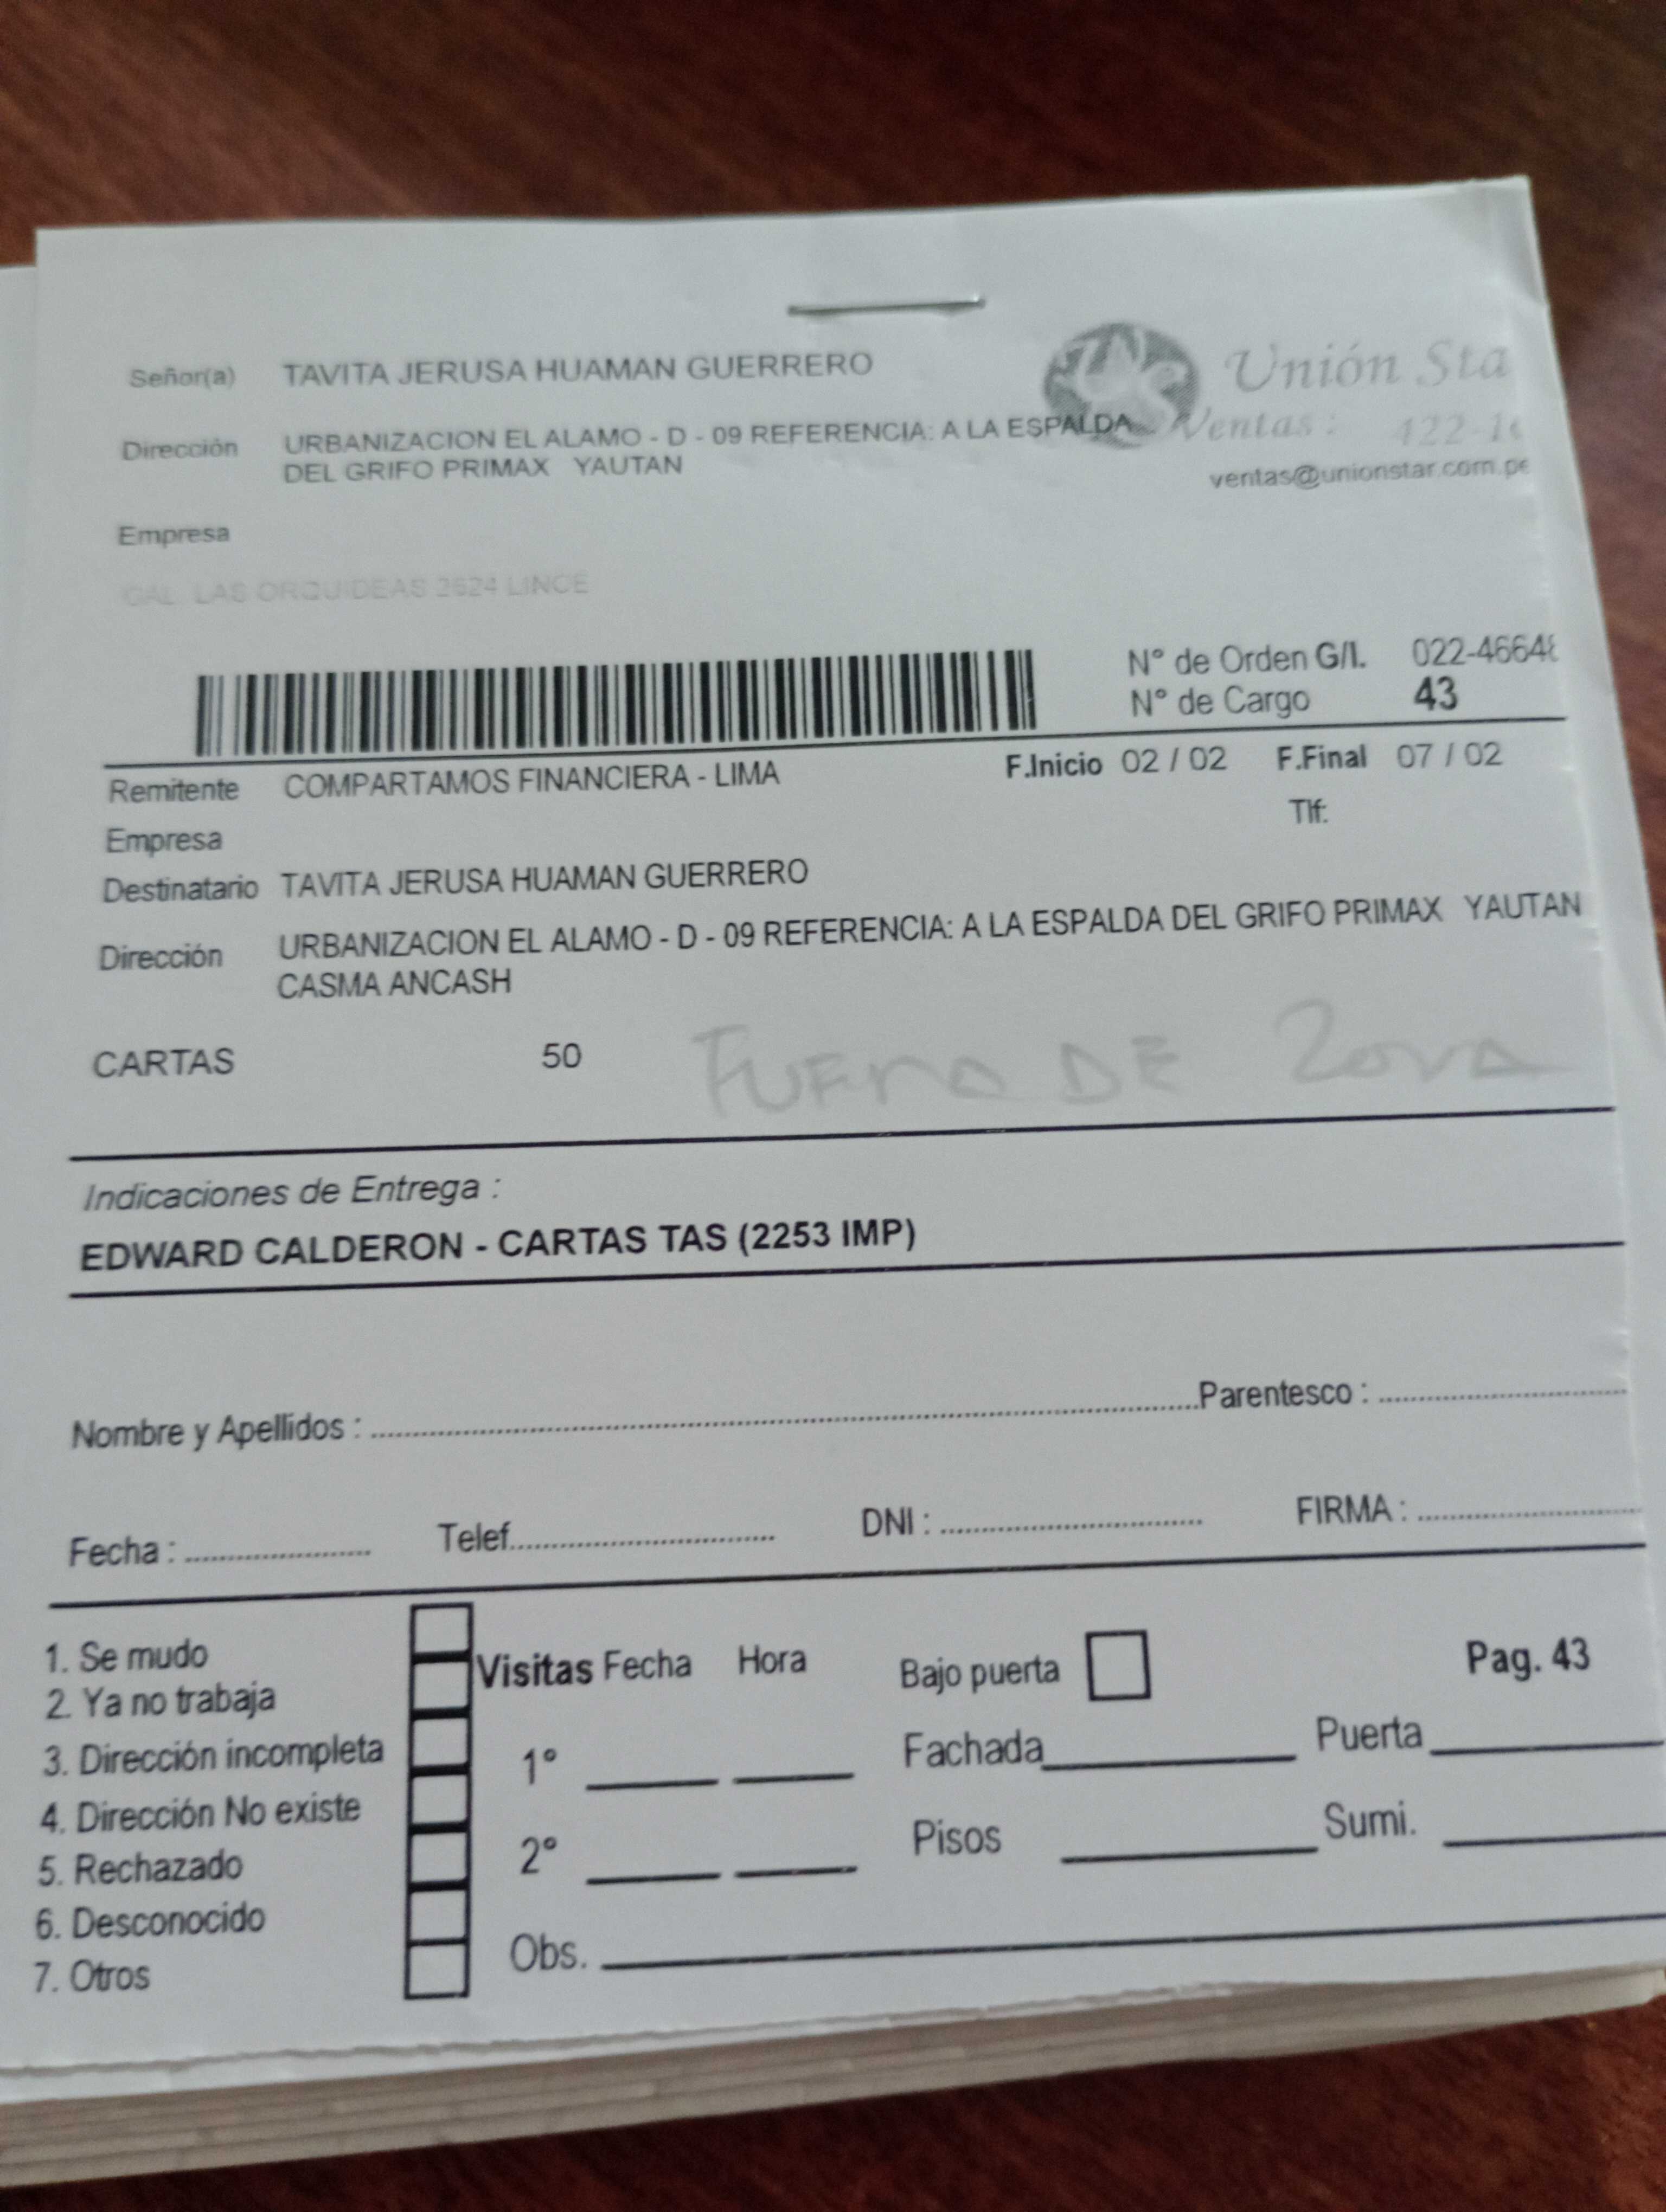 Señor(a) TAVITA JERUSA HUAMAN GUERRERO
Unión Sta
Dirección URBANIZACION EL ALAMO - D - 09 REFERENCIA: A LA ESPALDA
DEL GRIFO PRIMAX YAUTAN
Ventas :
ventas@unionstar.com.pe
Empresa
CAL. LAS ORQUIDEAS 2624 LINCE
N° de Orden G/I. 022-4664
N° de Cargo 43
Remitente COMPARTAMOS FINANCIERA - LIMA F.Inicio 02 / 02 F.Final 07 / 02
Empresa Tlf:
Destinatario TAVITA JERUSA HUAMAN GUERRERO
Dirección URBANIZACION EL ALAMO - D - 09 REFERENCIA: A LA ESPALDA DEL GRIFO PRIMAX YAUTAN
CASMA ANCASH
CARTAS 50 FUErA DE ZonA
Indicaciones de Entrega :
EDWARD CALDERON - CARTAS TAS (2253 IMP)
Nombre y Apellidos : Parentesco :
Fecha : Telef. DNI : FIRMA :
1. Se mudo
2. Ya no trabaja
3. Dirección incompleta
4. Dirección No existe
5. Rechazado
6. Desconocido
7. Otros
Visitas Fecha Hora
1°
2°
Obs.
Bajo puerta
Pag. 43
Fachada Puerta
Pisos Sumi.